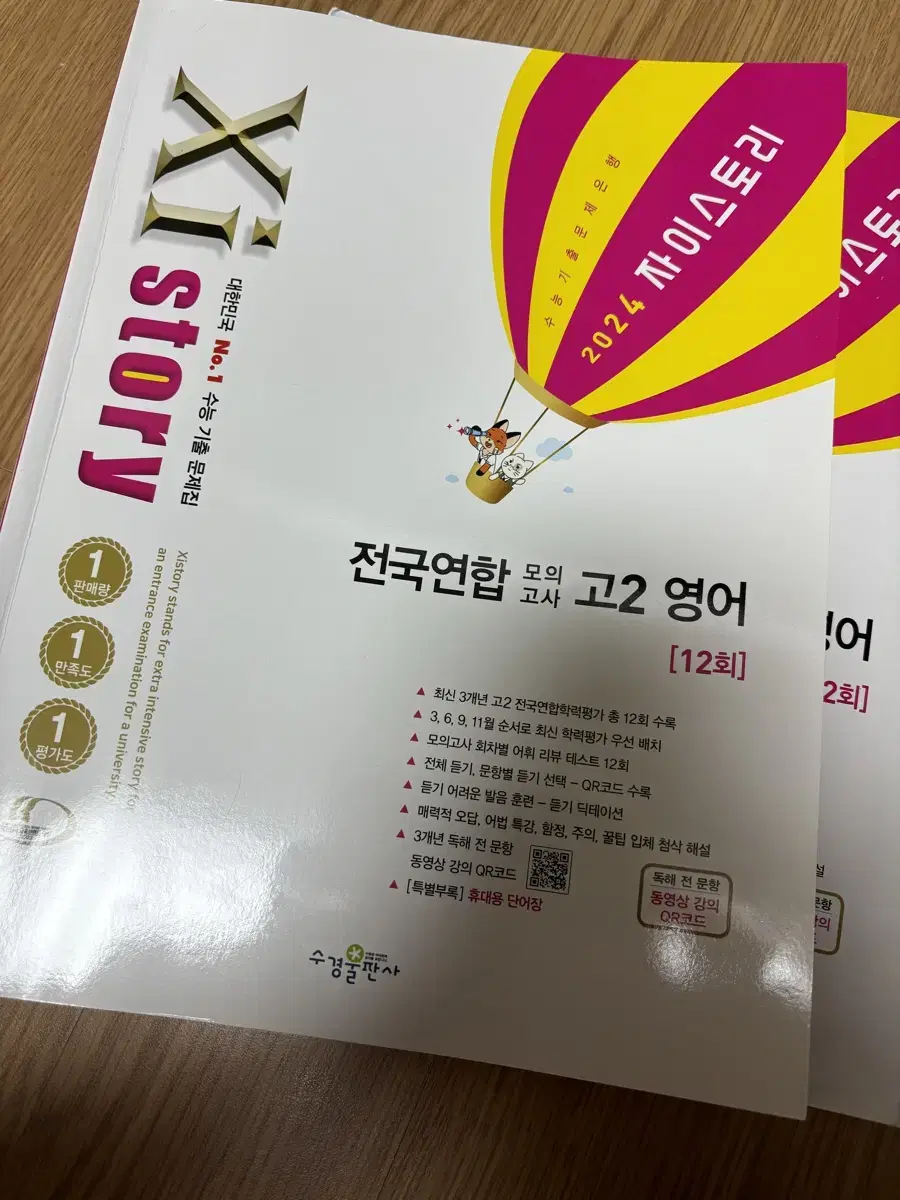 Xi
story
대한민국 No.1 수능 기출 문제집
Xistory stands for extra intensive story for
an entrance examination for a university
1
판매량
1
만족도
1
평가도
수능기출문제은행
2024 자이스토리
전국연합 모의고사 고2 영어
[12회]
▲ 최신 3개년 고2 전국연합학력평가 총 12회 수록
▲ 3, 6, 9, 11월 순서로 최신 학력평가 우선 배치
▲ 모의고사 회차별 어휘 리뷰 테스트 12회
▲ 전체 듣기, 문항별 듣기 선택 – QR코드 수록
▲ 듣기 어려운 발음 훈련 – 듣기 딕테이션
▲ 매력적 오답, 어법 특강, 함정, 주의, 꿀팁 입체 첨삭 해설
▲ 3개년 독해 전 문항
동영상 강의 QR코드
▲ [특별부록] 휴대용 단어장
독해 전 문항
동영상 강의
QR코드
수경출판사
이스토리
영어
2회]